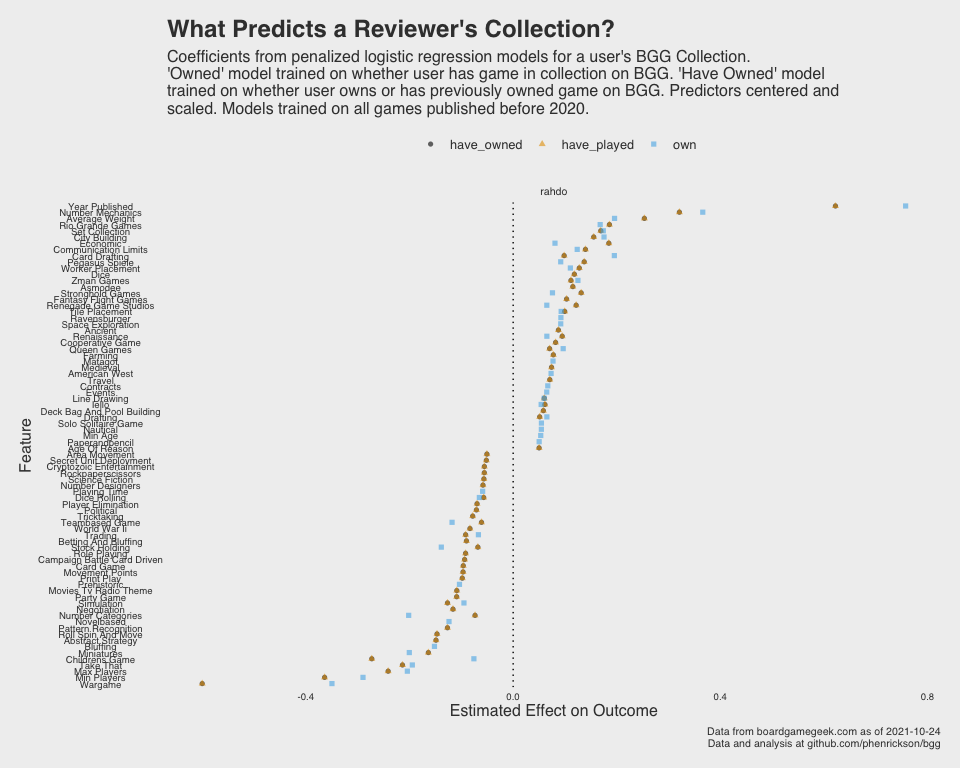 What Predicts a Reviewer's Collection?
Coefficients from penalized logistic regression models for a user's BGG Collection.
'Owned' model trained on whether user has game in collection on BGG. 'Have Owned' model
trained on whether user owns or has previously owned game on BGG. Predictors centered and
scaled. Models trained on all games published before 2020.
have_owned have_played own
rahdo
Year Published
Number Mechanics
Average Weight
Rio Grande Games
Set Collection
City Building
Economic
Communication Limits
Card Drafting
Pegasus Spiele
Worker Placement
Dice
Zman Games
Asmodee
Stronghold Games
Fantasy Flight Games
Renegade Game Studios
Tile Placement
Ravensburger
Space Exploration
Ancient
Renaissance
Cooperative Game
Queen Games
Farming
Matagot
Medieval
American West
Travel
Contracts
Events
Line Drawing
Iello
Deck Bag And Pool Building
Drafting
Solo Solitaire Game
Nautical
Min Age
Paperandpencil
Age Of Reason
Area Movement
Secret Unit Deployment
Cryptozoic Entertainment
Rockpaperscissors
Science Fiction
Number Designers
Playing Time
Dice Rolling
Player Elimination
Political
Tricktaking
Teambased Game
World War II
Trading
Betting And Bluffing
Stock Holding
Role Playing
Campaign Battle Card Driven
Card Game
Movement Points
Print Play
Prehistoric
Movies Tv Radio Theme
Party Game
Simulation
Negotiation
Number Categories
Novelbased
Pattern Recognition
Roll Spin And Move
Abstract Strategy
Bluffing
Miniatures
Childrens Game
Take That
Max Players
Min Players
Wargame
Feature
-0.4 0.0 0.4 0.8
Estimated Effect on Outcome
Data from boardgamegeek.com as of 2021-10-24
Data and analysis at github.com/phenrickson/bgg